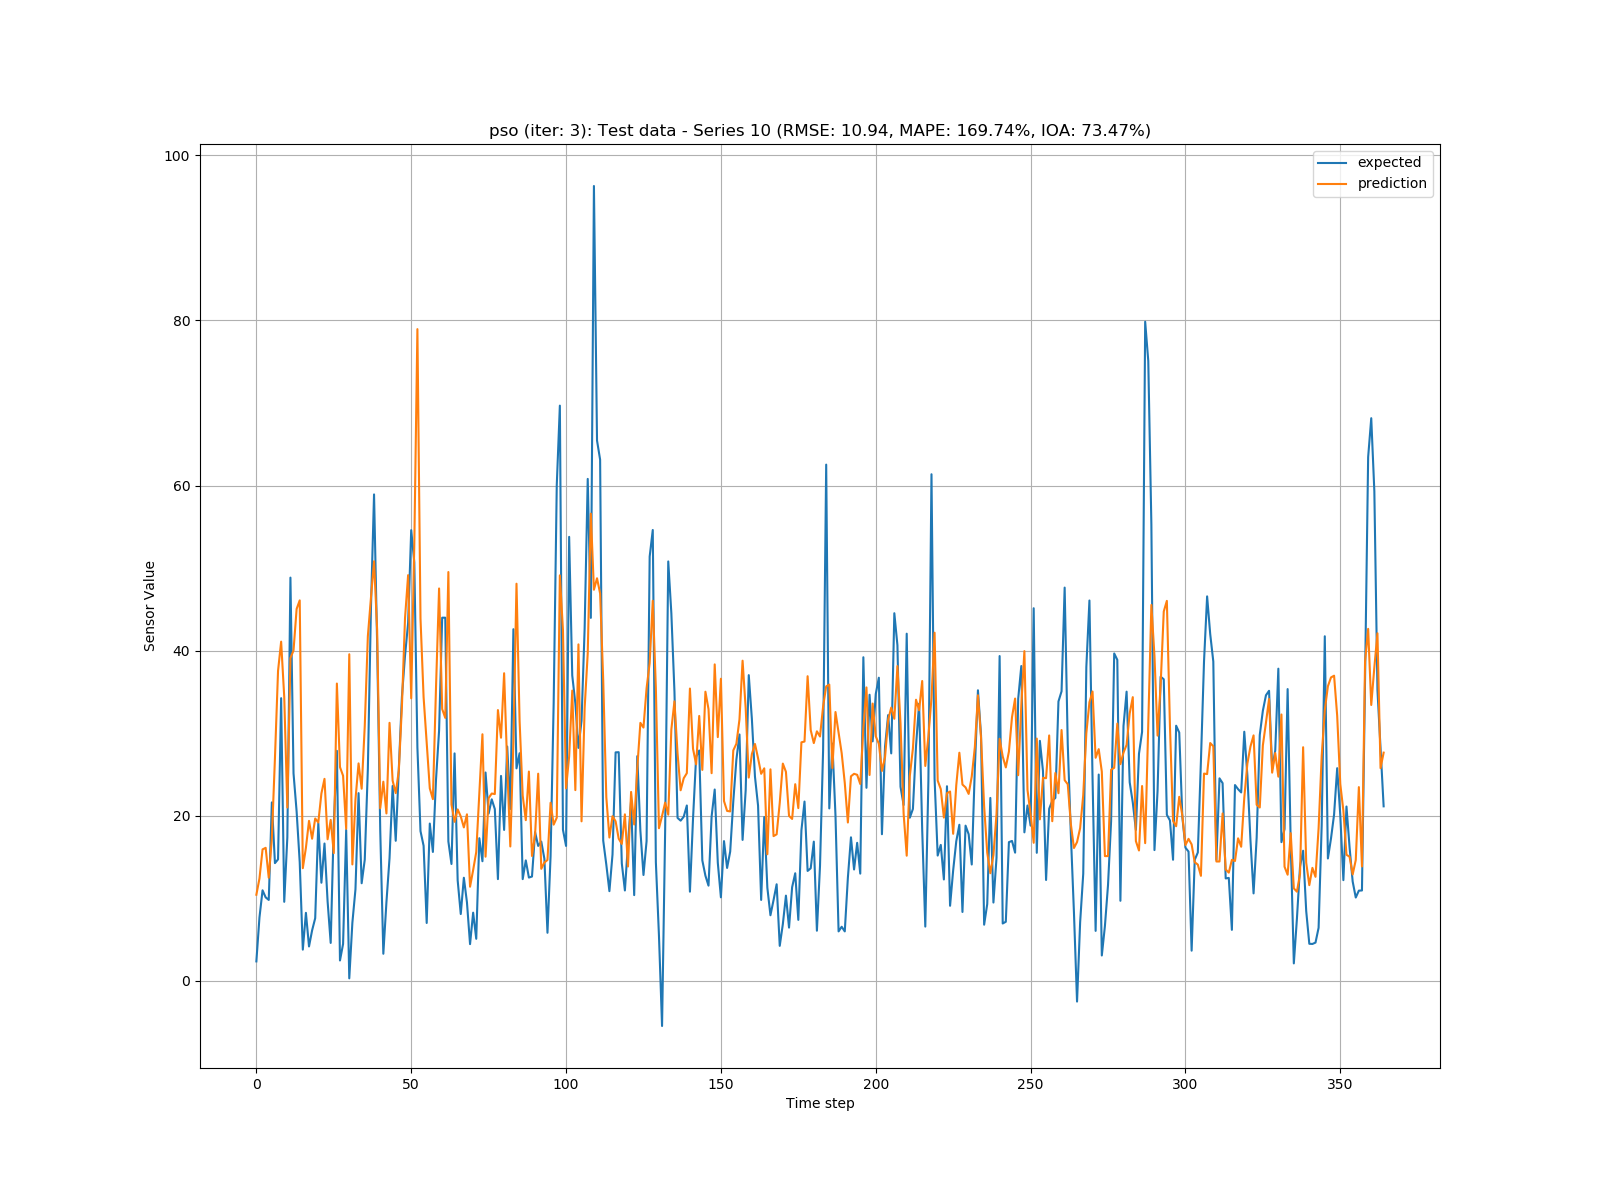 pso (iter: 3): Test data - Series 10 (RMSE: 10.94, MAPE: 169.74%, IOA: 73.47%)
expected
prediction
100
80
60
40
20
0
Sensor Value
0 50 100 150 200 250 300 350
Time step